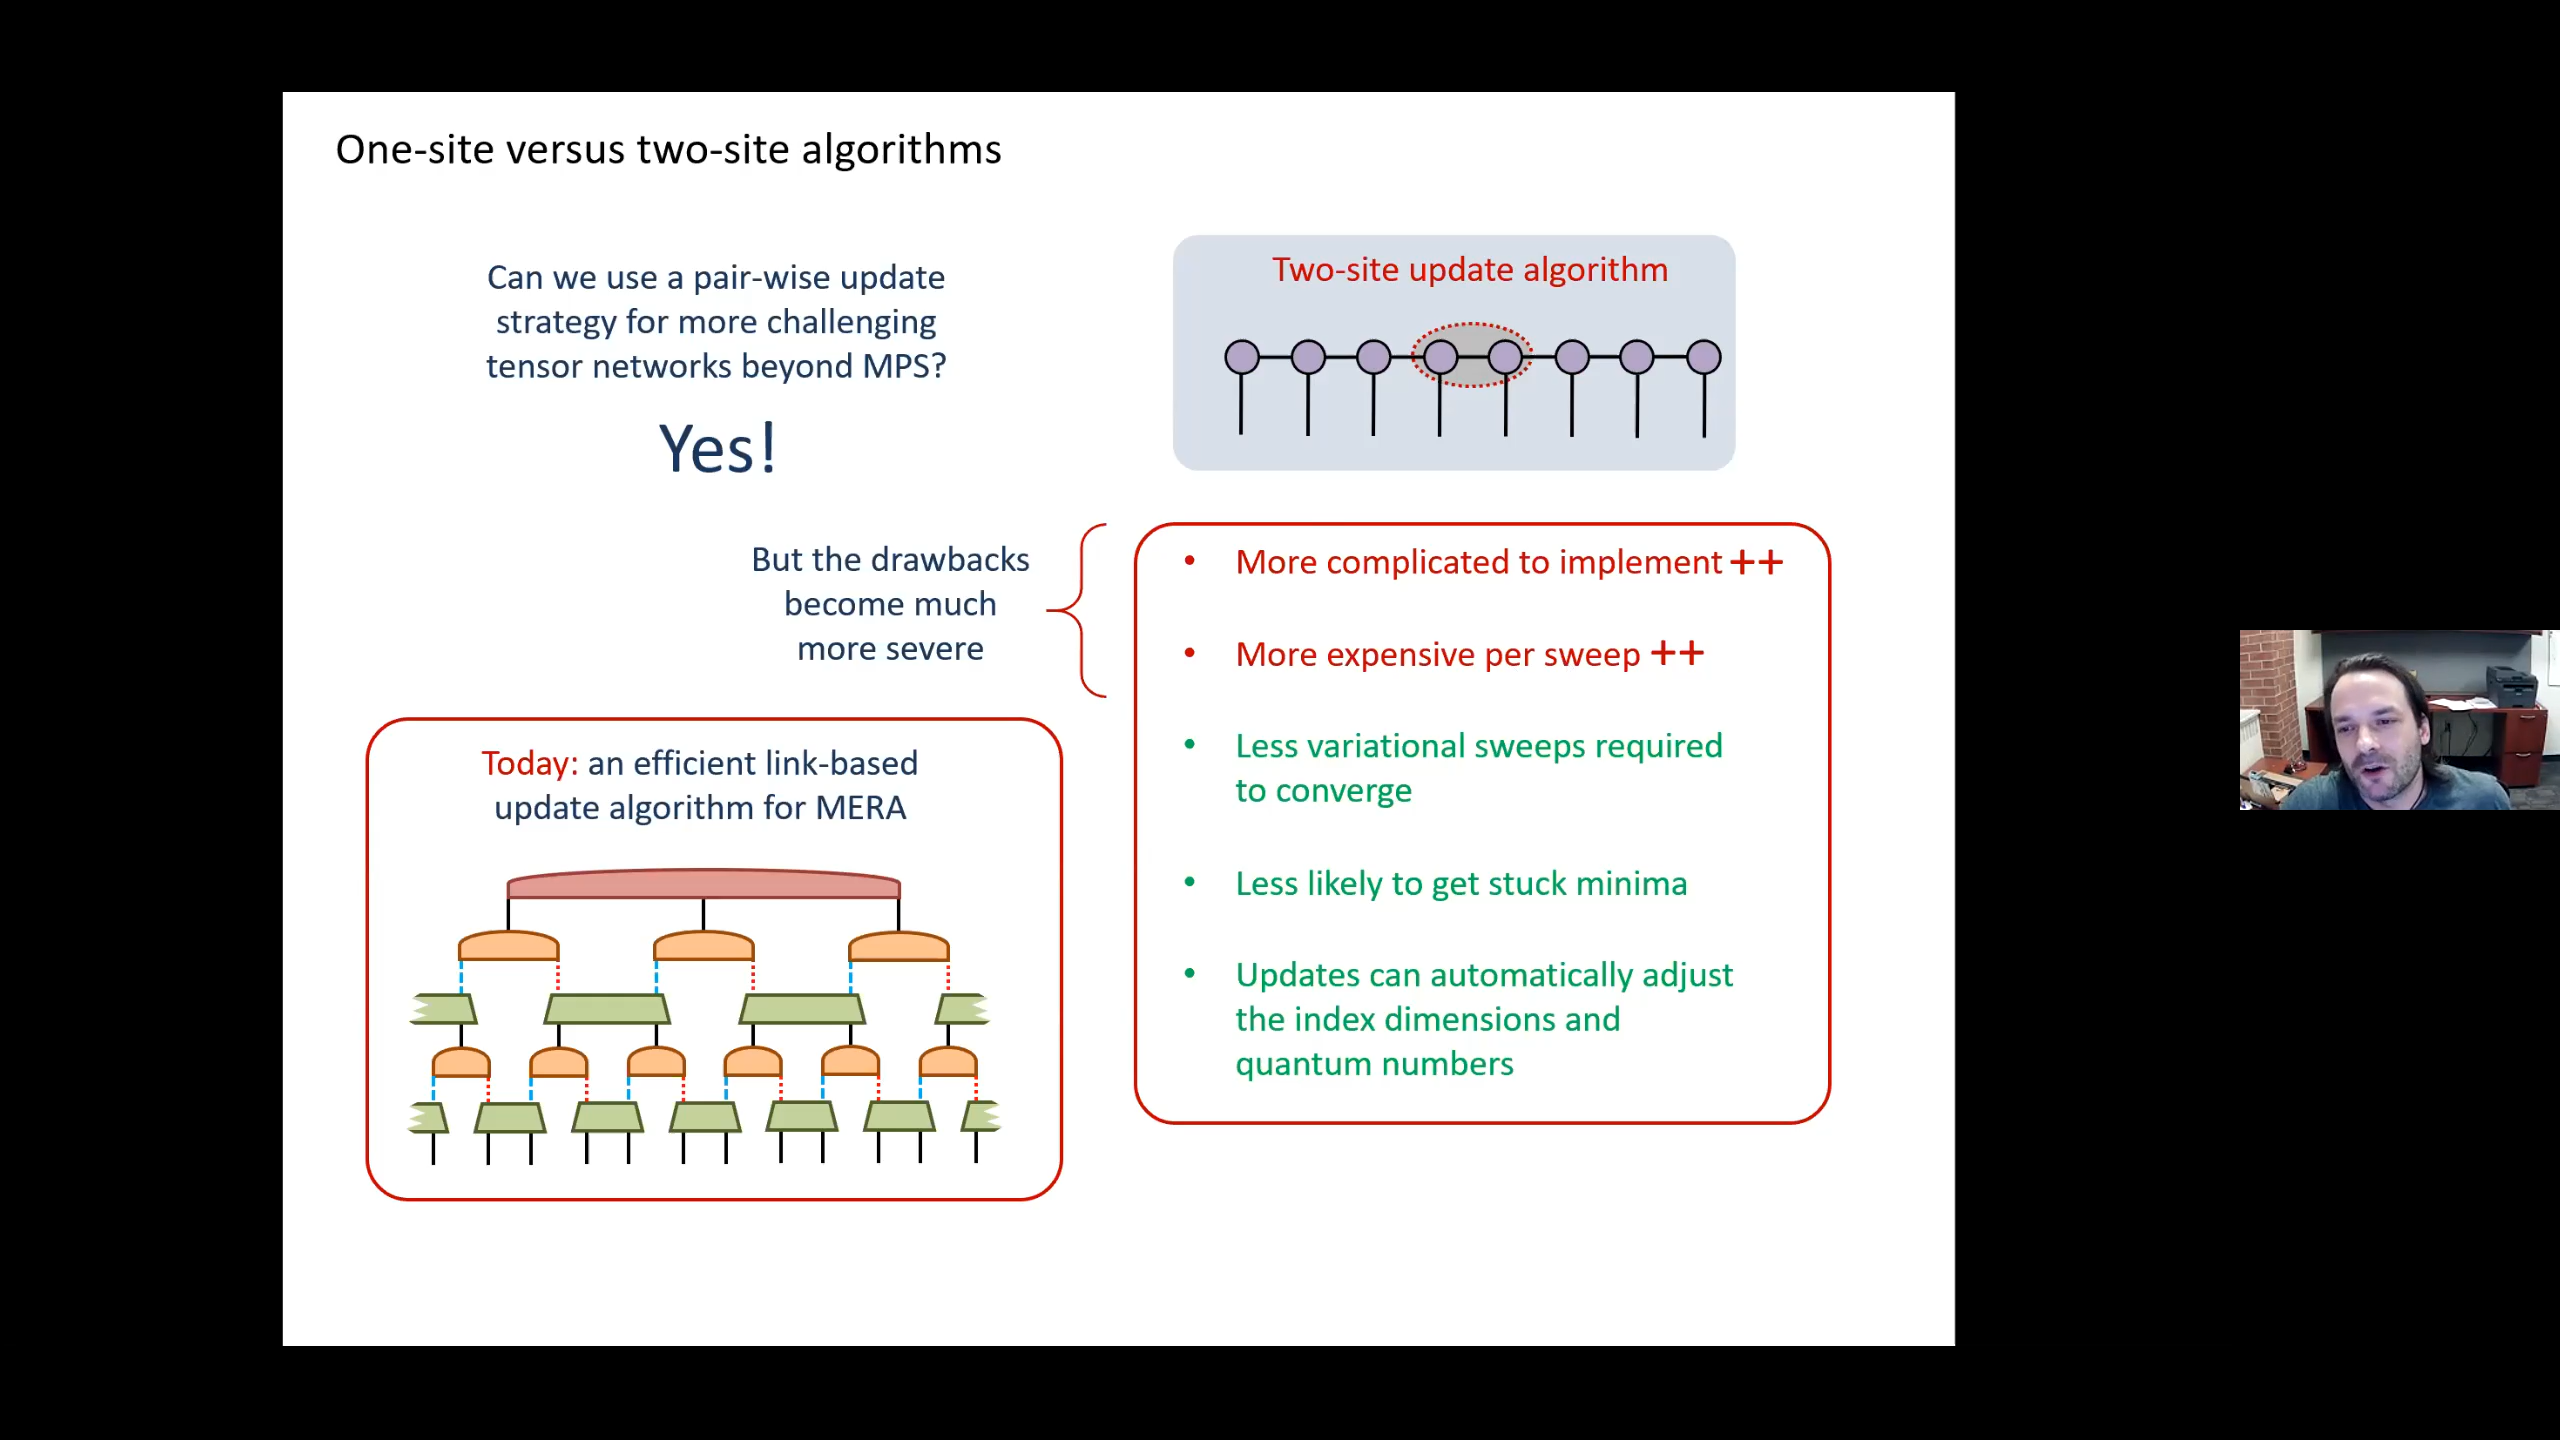 One-site versus two-site algorithms
Can we use a pair-wise update
strategy for more challenging
tensor networks beyond MPS?
Yes!
Two-site update algorithm
But the drawbacks
become much
more severe
• More complicated to implement ++
• More expensive per sweep ++
• Less variational sweeps required
to converge
• Less likely to get stuck minima
• Updates can automatically adjust
the index dimensions and
quantum numbers
Today: an efficient link-based
update algorithm for MERA